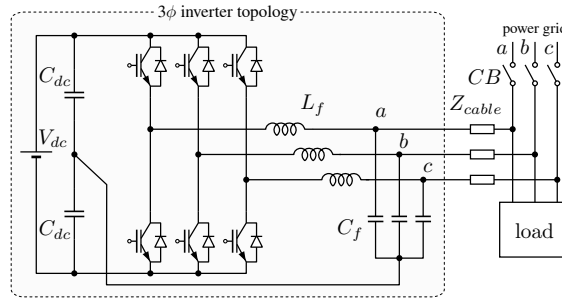 3ϕ inverter topology
power grid
a b c
C_dc
CB
L_f
a
Z_cable
V_dc
b
c
C_dc
C_f
load